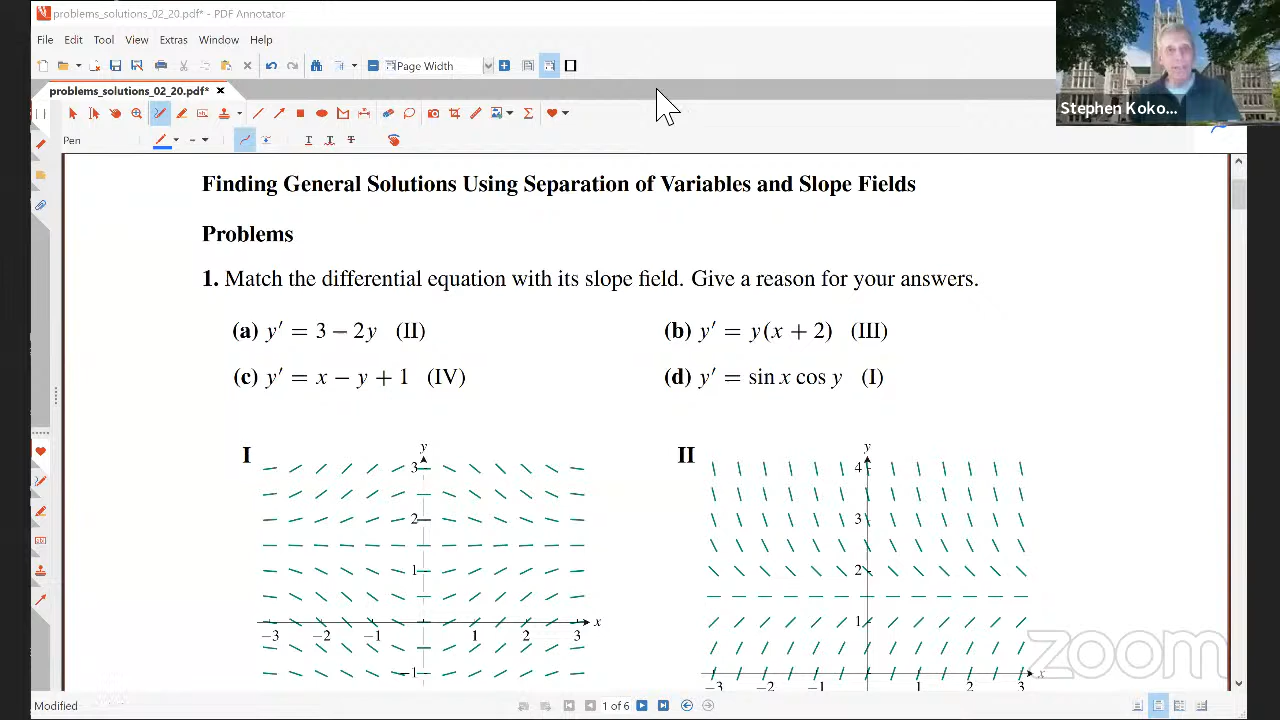 problems_solutions_02_20.pdf* - PDF Annotator
File Edit Tool View Extras Window Help
Page Width
problems_solutions_02_20.pdf*
Pen
Stephen Koko...
Finding General Solutions Using Separation of Variables and Slope Fields
Problems
1. Match the differential equation with its slope field. Give a reason for your answers.
(a) y′ = 3 − 2y (II)
(b) y′ = y(x + 2) (III)
(c) y′ = x − y + 1 (IV)
(d) y′ = sin x cos y (I)
I
y
3
2
1
−3 −2 −1 1 2 3 x
−1
II
y
4
3
2
1
−3 −2 −1 1 2 3 x
zoom
Modified
1 of 6